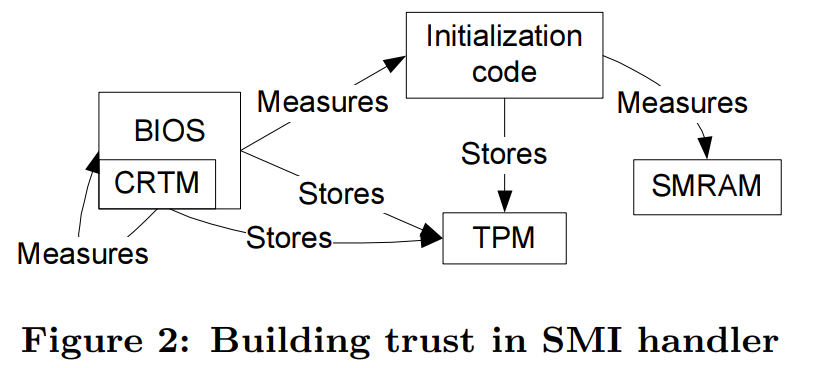 Initialization
code
Measures
Measures
BIOS
Stores
CRTM
SMRAM
Stores
Stores
TPM
Measures
Figure 2: Building trust in SMI handler